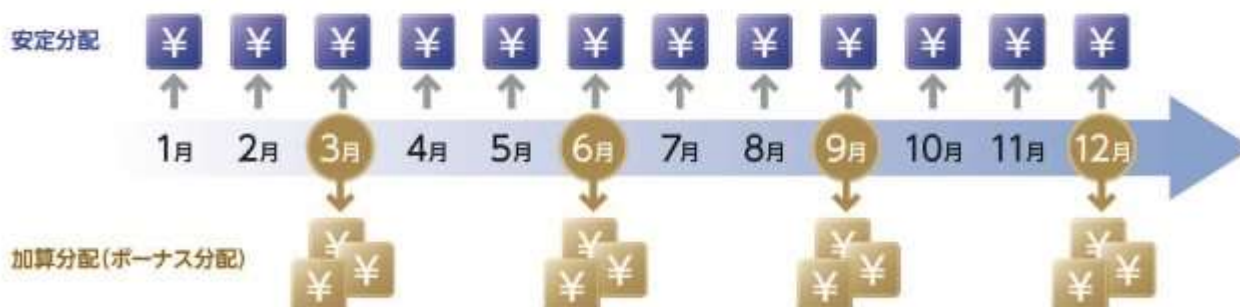 安定分配 ¥ ¥ ¥ ¥ ¥ ¥ ¥ ¥ ¥ ¥ ¥ ¥
1月 2月 3月 4月 5月 6月 7月 8月 9月 10月 11月 12月
加算分配(ボーナス分配) ¥ ¥ ¥ ¥ ¥ ¥ ¥ ¥ ¥ ¥ ¥ ¥